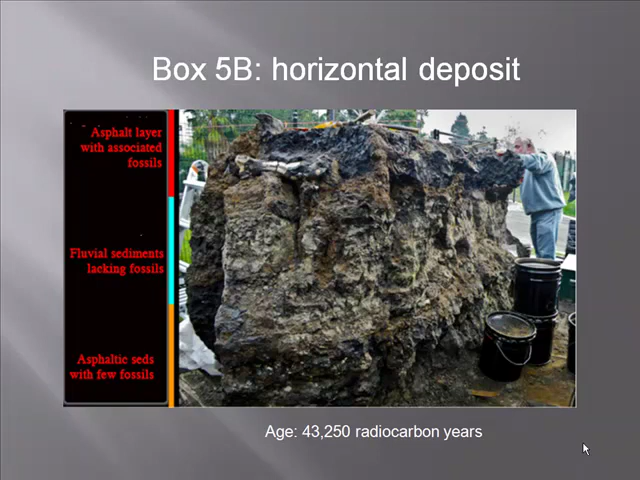 Box 5B: horizontal deposit
Asphalt layer
with associated
fossils
Fluvial sediments
lacking fossils
Asphaltic seds
with few fossils
Age: 43,250 radiocarbon years